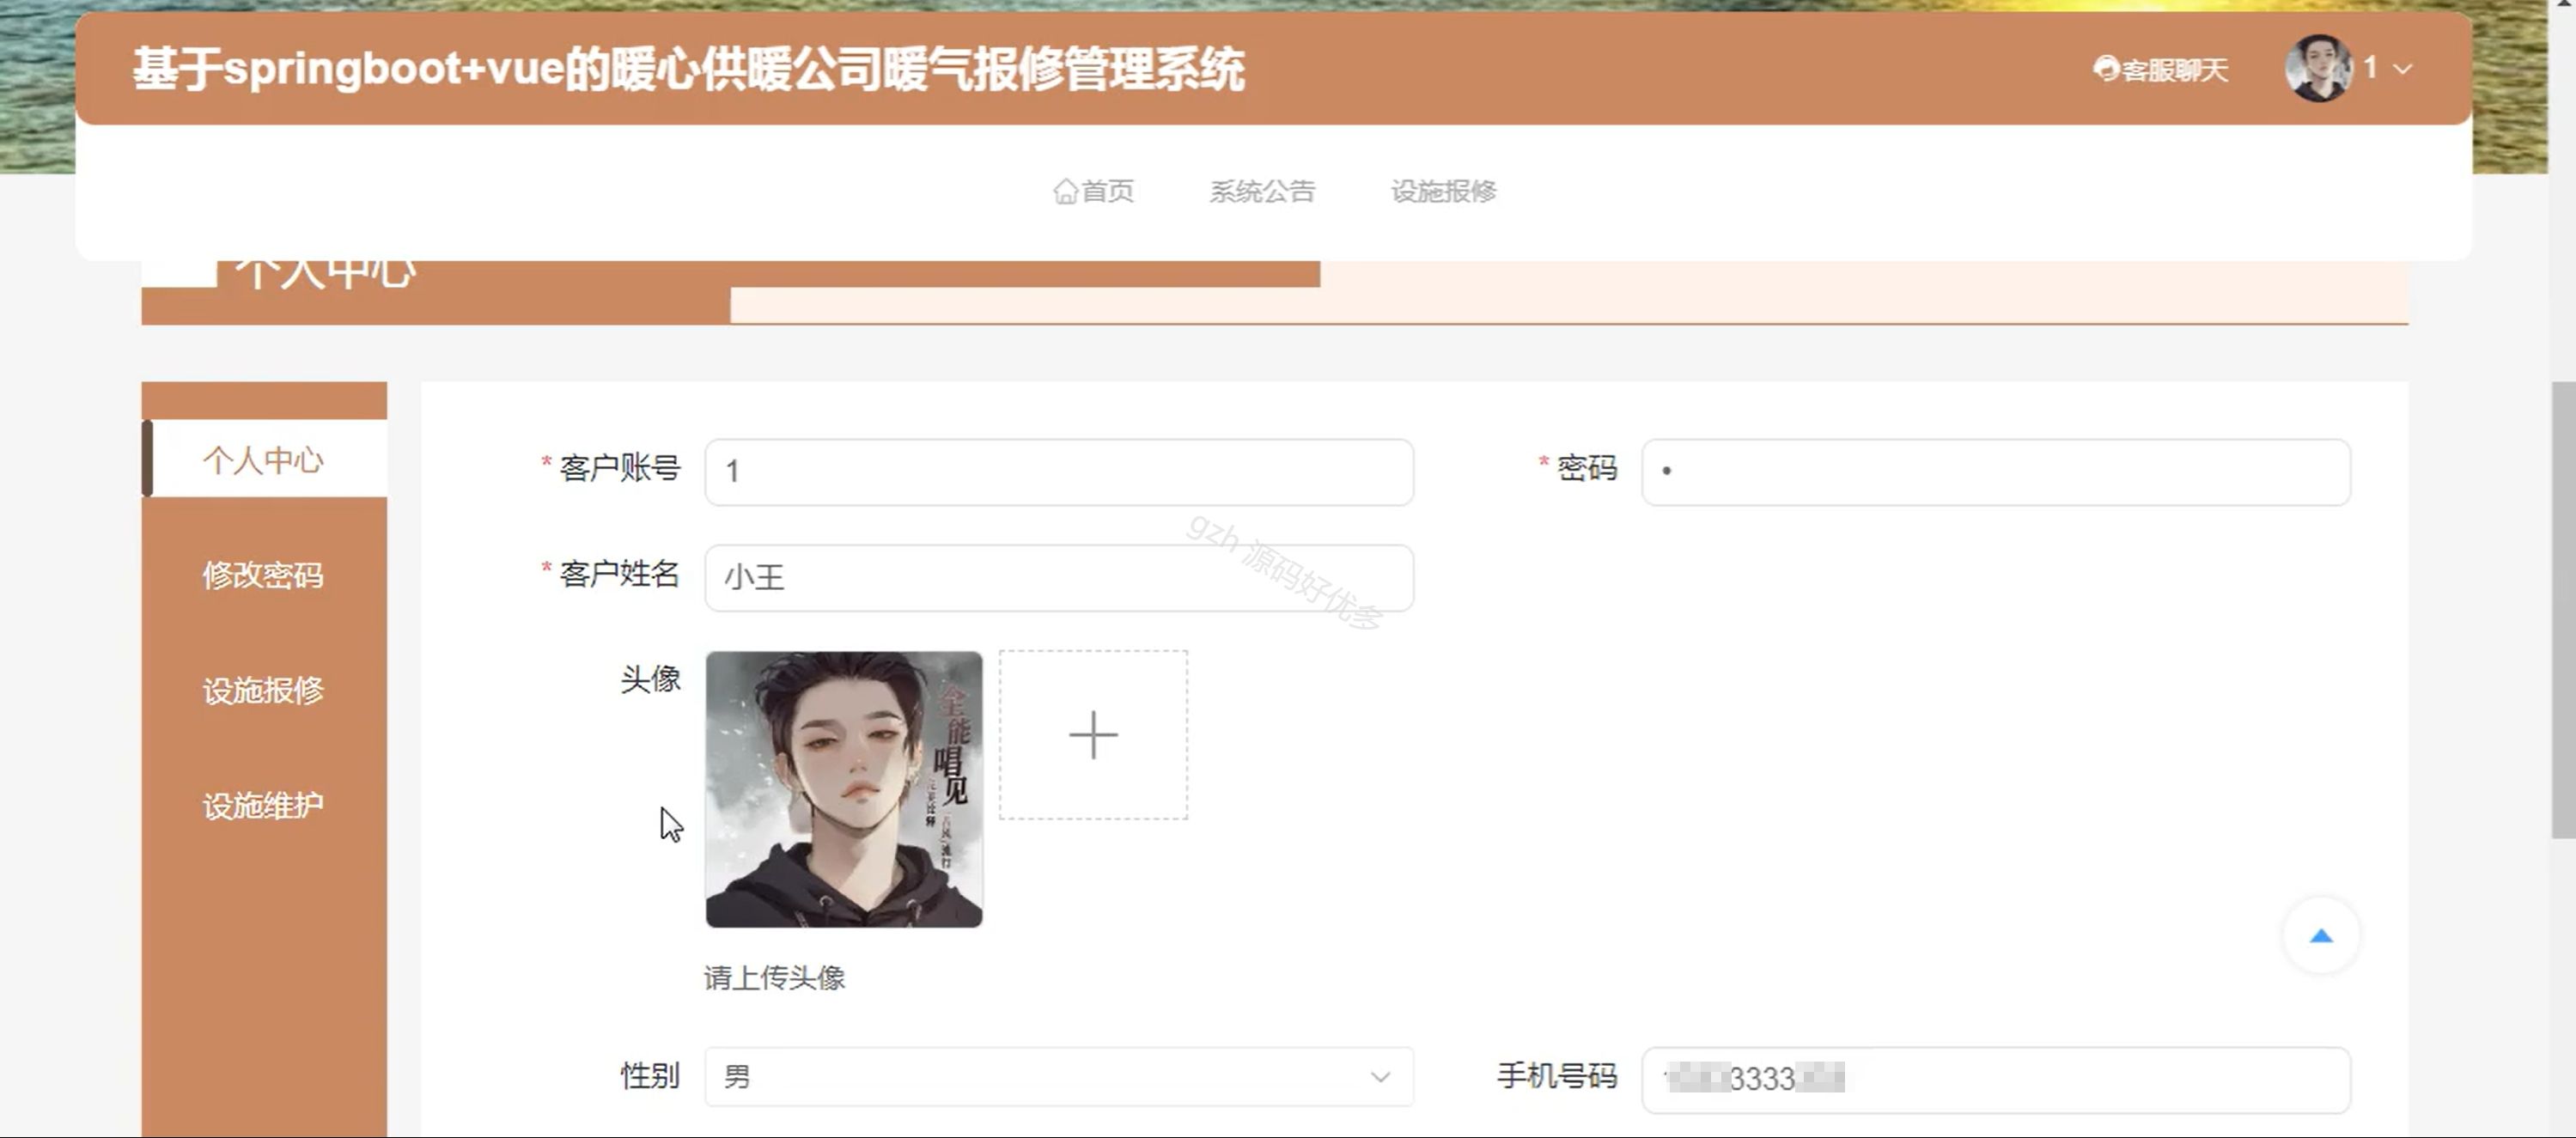 基于springboot+vue的暖心供暖公司暖气报修管理系统
客服聊天
1
首页
系统公告
设施报修
个人中心
个人中心
修改密码
设施报修
设施维护
* 客户账号
1
* 密码
•
* 客户姓名
小王
gzh 源码好优多
头像
全能唱见
请上传头像
性别
男
手机号码
3333